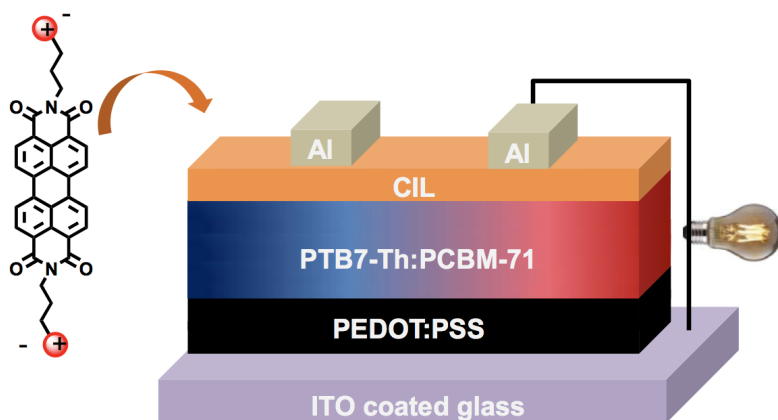 −
+
O
N
O
O
N
O
+
−
Al
Al
CIL
PTB7-Th:PCBM-71
PEDOT:PSS
ITO coated glass